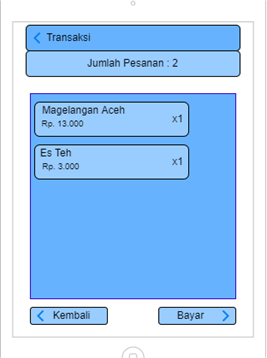 Transaksi
Jumlah Pesanan : 2
Magelangan Aceh
Rp. 13.000
x1
Es Teh
Rp. 3.000
x1
Kembali
Bayar